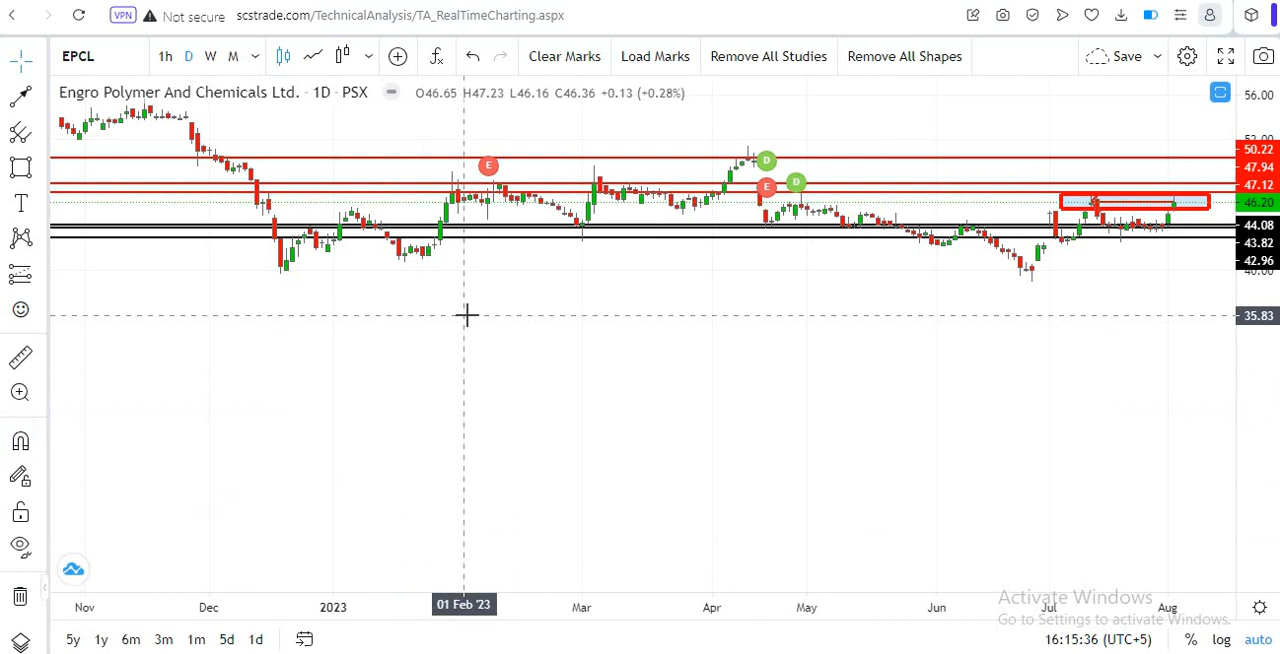 VPN Not secure scstrade.com/TechnicalAnalysis/TA_RealTimeCharting.aspx
EPCL 1h D W M Clear Marks Load Marks Remove All Studies Remove All Shapes Save
Engro Polymer And Chemicals Ltd. · 1D · PSX O46.65 H47.23 L46.16 C46.36 +0.13 (+0.28%)
56.00
52.00
50.22
47.94
47.12
46.20
44.08
43.82
42.96
40.00
35.83
E
D
E
D
Nov Dec 2023 01 Feb '23 Mar Apr May Jun Jul Aug
Activate Windows
Go to Settings to activate Windows.
5y 1y 6m 3m 1m 5d 1d 16:15:36 (UTC+5) % log auto